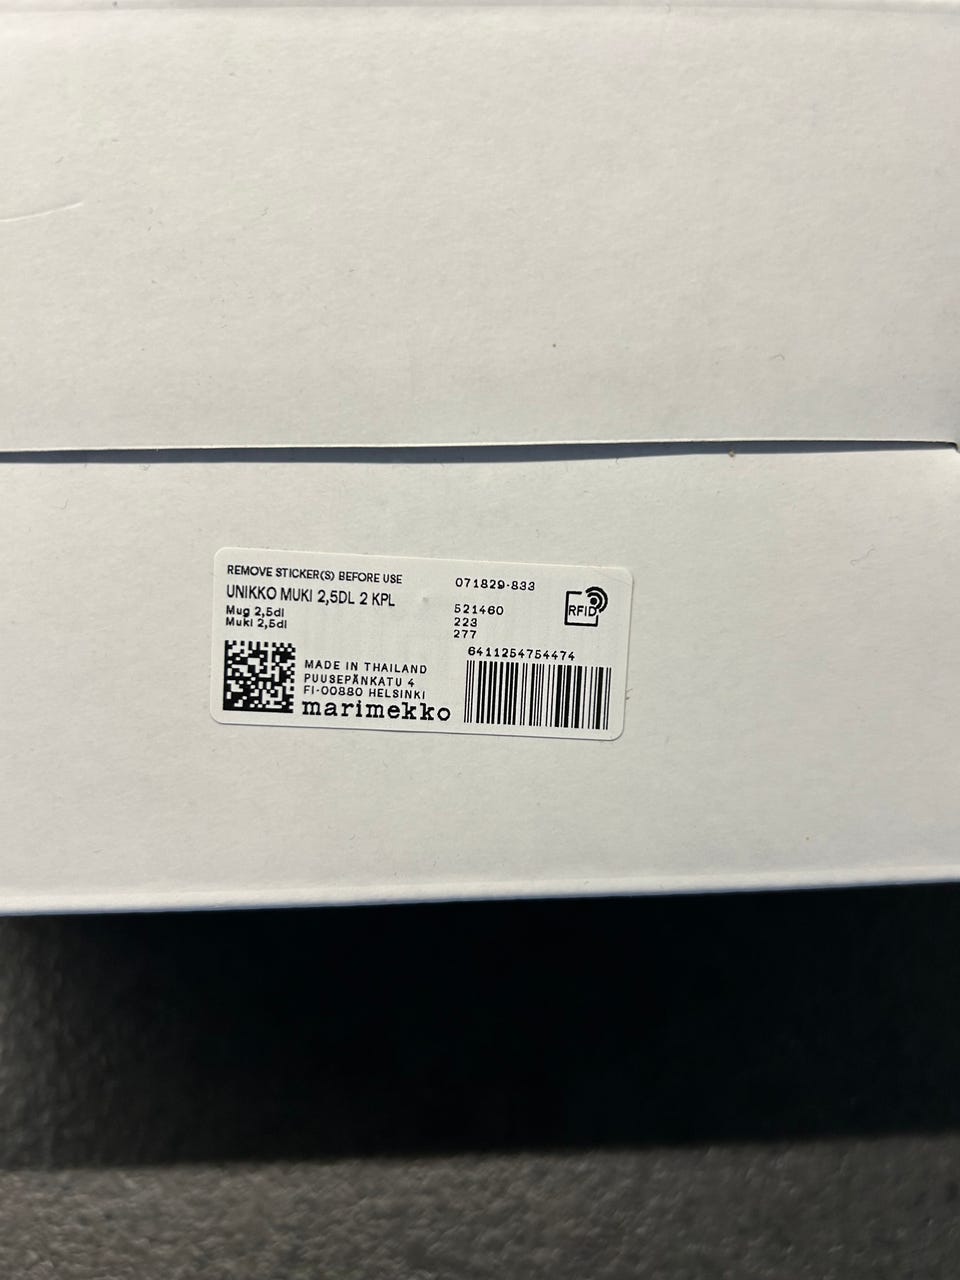 REMOVE STICKER(S) BEFORE USE
UNIKKO MUKI 2,5DL 2 KPL
Mug 2,5dl
Muki 2,5dl
MADE IN THAILAND
PUUSEPÄNKATU 4
FI-00880 HELSINKI
marimekko
071829-833
521460
223
277
RFID
6411254754474